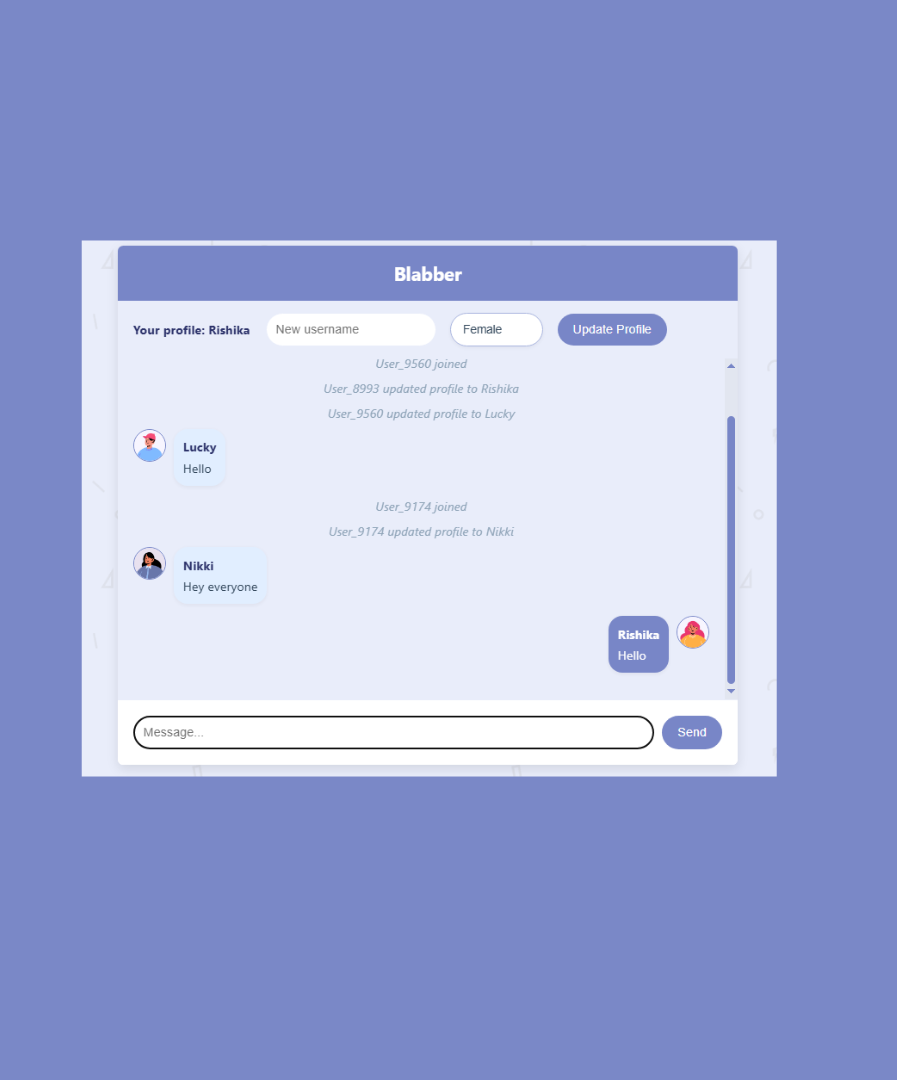 Blabber
Your profile: Rishika New username Female Update Profile
User_9560 joined
User_8993 updated profile to Rishika
User_9560 updated profile to Lucky
Lucky
Hello
User_9174 joined
User_9174 updated profile to Nikki
Nikki
Hey everyone
Rishika
Hello
Message... Send